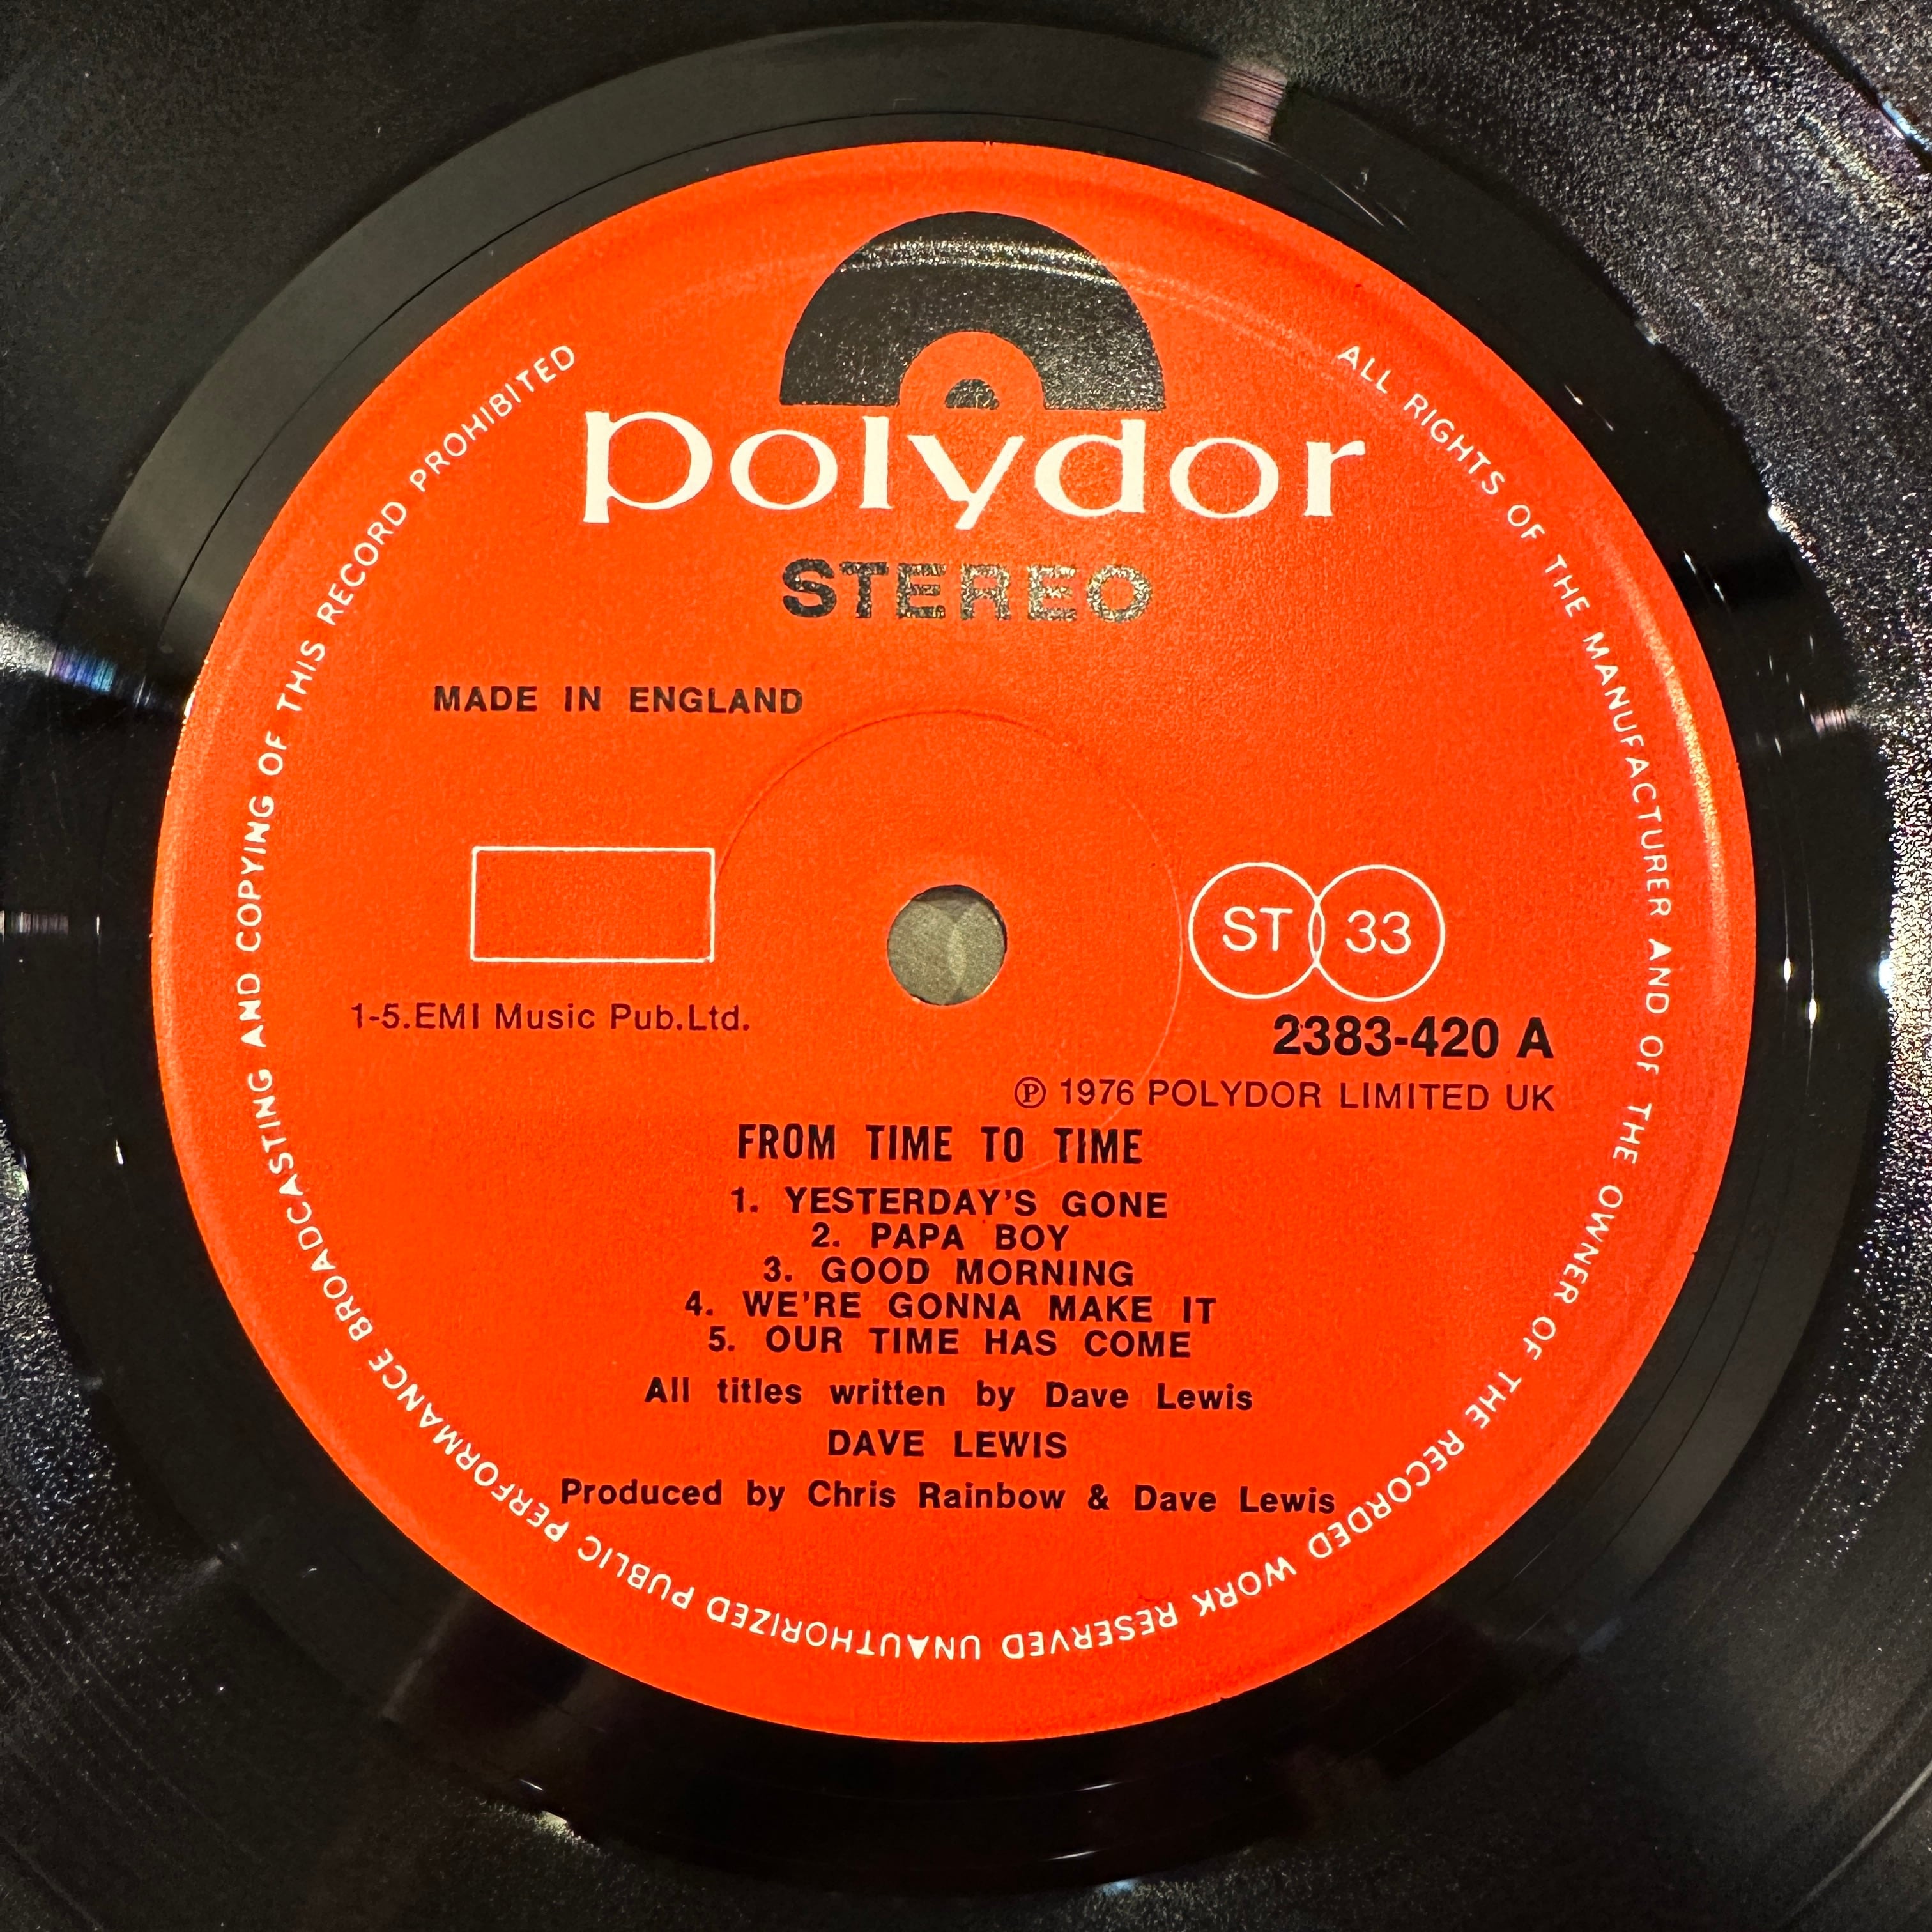 polydor
STEREO
MADE IN ENGLAND
ST 33
1-5.EMI Music Pub.Ltd.
2383-420 A
℗ 1976 POLYDOR LIMITED UK
FROM TIME TO TIME
1. YESTERDAY'S GONE
2. PAPA BOY
3. GOOD MORNING
4. WE'RE GONNA MAKE IT
5. OUR TIME HAS COME
All titles written by Dave Lewis
DAVE LEWIS
Produced by Chris Rainbow & Dave Lewis
ALL RIGHTS OF THE MANUFACTURER AND OF THE OWNER OF THE RECORDED WORK RESERVED UNAUTHORIZED PUBLIC PERFORMANCE BROADCASTING AND COPYING OF THIS RECORD PROHIBITED